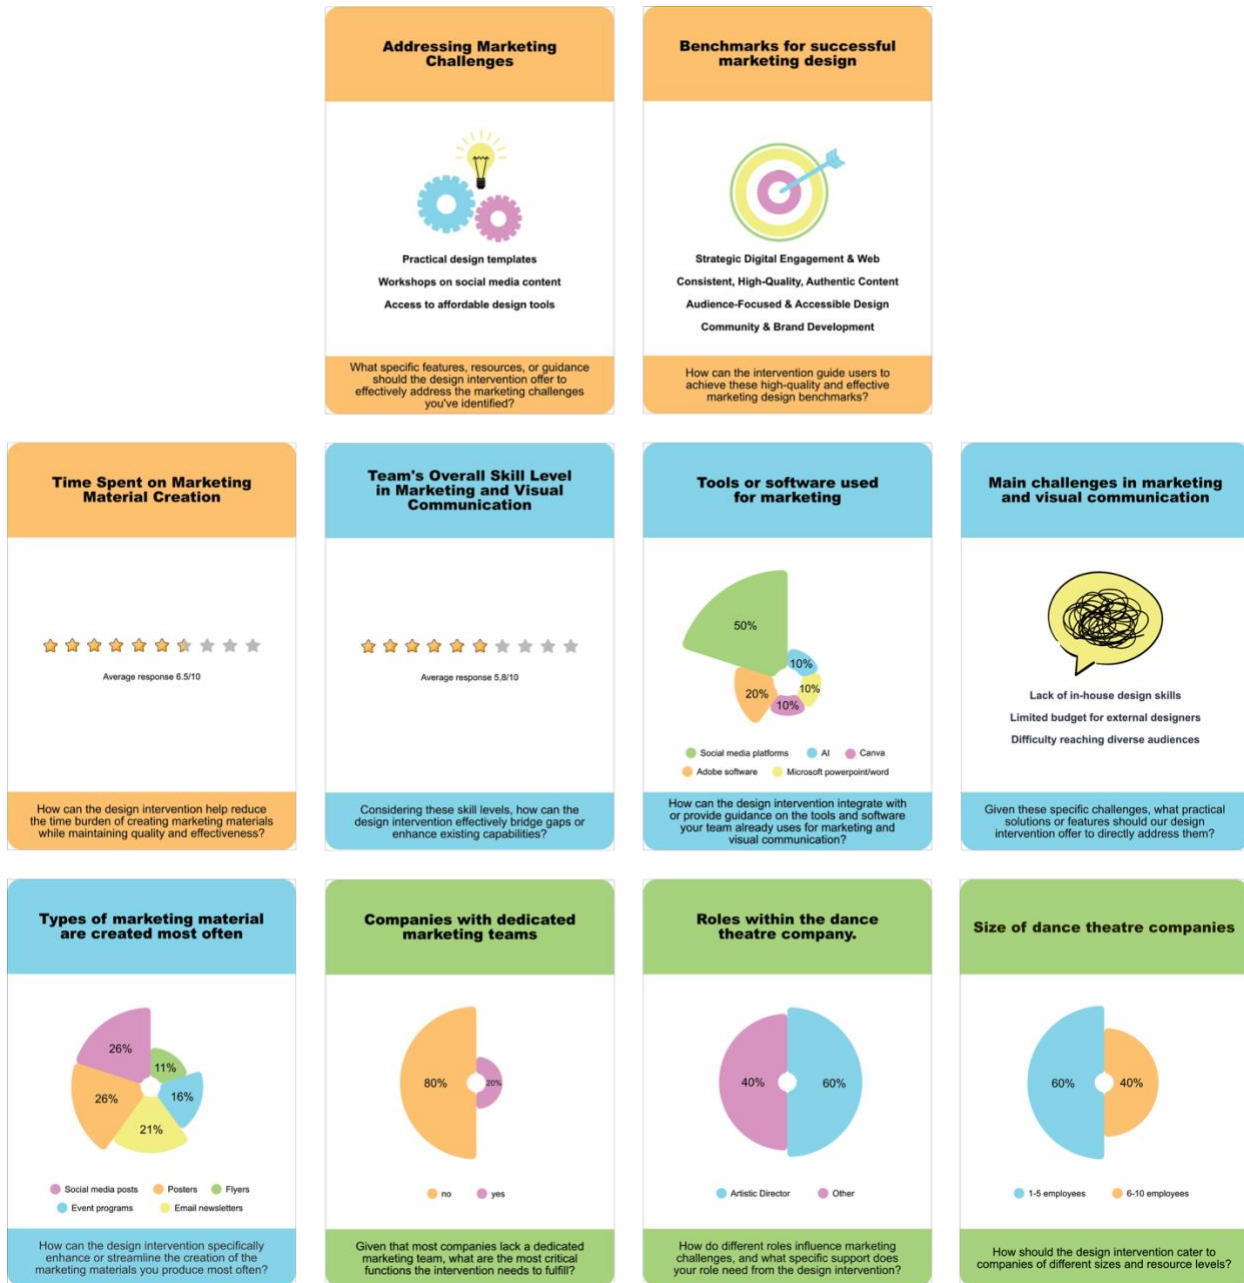 Addressing Marketing
Challenges
Practical design templates
Workshops on social media content
Access to affordable design tools
What specific features, resources, or guidance
should the design intervention offer to
effectively address the marketing challenges
you've identified?
Benchmarks for successful
marketing design
Strategic Digital Engagement & Web
Consistent, High-Quality, Authentic Content
Audience-Focused & Accessible Design
Community & Brand Development
How can the intervention guide users to
achieve these high-quality and effective
marketing design benchmarks?
Time Spent on Marketing
Material Creation
Average response 6.5/10
How can the design intervention help reduce
the time burden of creating marketing materials
while maintaining quality and effectiveness?
Team's Overall Skill Level
in Marketing and Visual
Communication
Average response 5,8/10
Considering these skill levels, how can the
design intervention effectively bridge gaps or
enhance existing capabilities?
Tools or software used
for marketing
50%
10%
20%
10%
10%
Social media platforms AI Canva
Adobe software Microsoft powerpoint/word
How can the design intervention integrate with
or provide guidance on the tools and software
your team already uses for marketing and
visual communication?
Main challenges in marketing
and visual communication
Lack of in-house design skills
Limited budget for external designers
Difficulty reaching diverse audiences
Given these specific challenges, what practical
solutions or features should our design
intervention offer to directly address them?
Types of marketing material
are created most often
26%
11%
26%
16%
21%
Social media posts Posters Flyers
Event programs Email newsletters
How can the design intervention specifically
enhance or streamline the creation of the
marketing materials you produce most often?
Companies with dedicated
marketing teams
80%
20%
no yes
Given that most companies lack a dedicated
marketing team, what are the most critical
functions the intervention needs to fulfill?
Roles within the dance
theatre company.
40%
60%
Artistic Director Other
How do different roles influence marketing
challenges, and what specific support does
your role need from the design intervention?
Size of dance theatre companies
60%
40%
1-5 employees 6-10 employees
How should the design intervention cater to
companies of different sizes and resource levels?